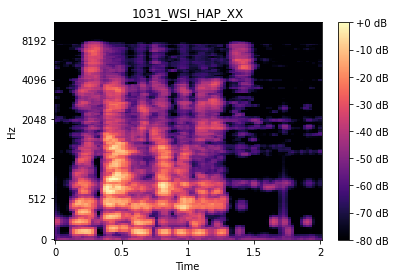 1031_WSI_HAP_XX
+0 dB
8192
-10 dB
4096
-20 dB
-30 dB
2048
Hz
-40 dB
1024
-50 dB
512
-60 dB
-70 dB
0
-80 dB
0
0.5
1
1.5
2
Time